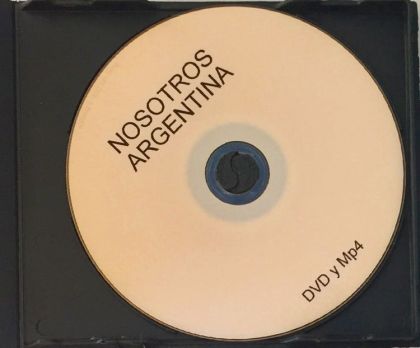 NOSOTROS
ARGENTINA
DVD y Mp4